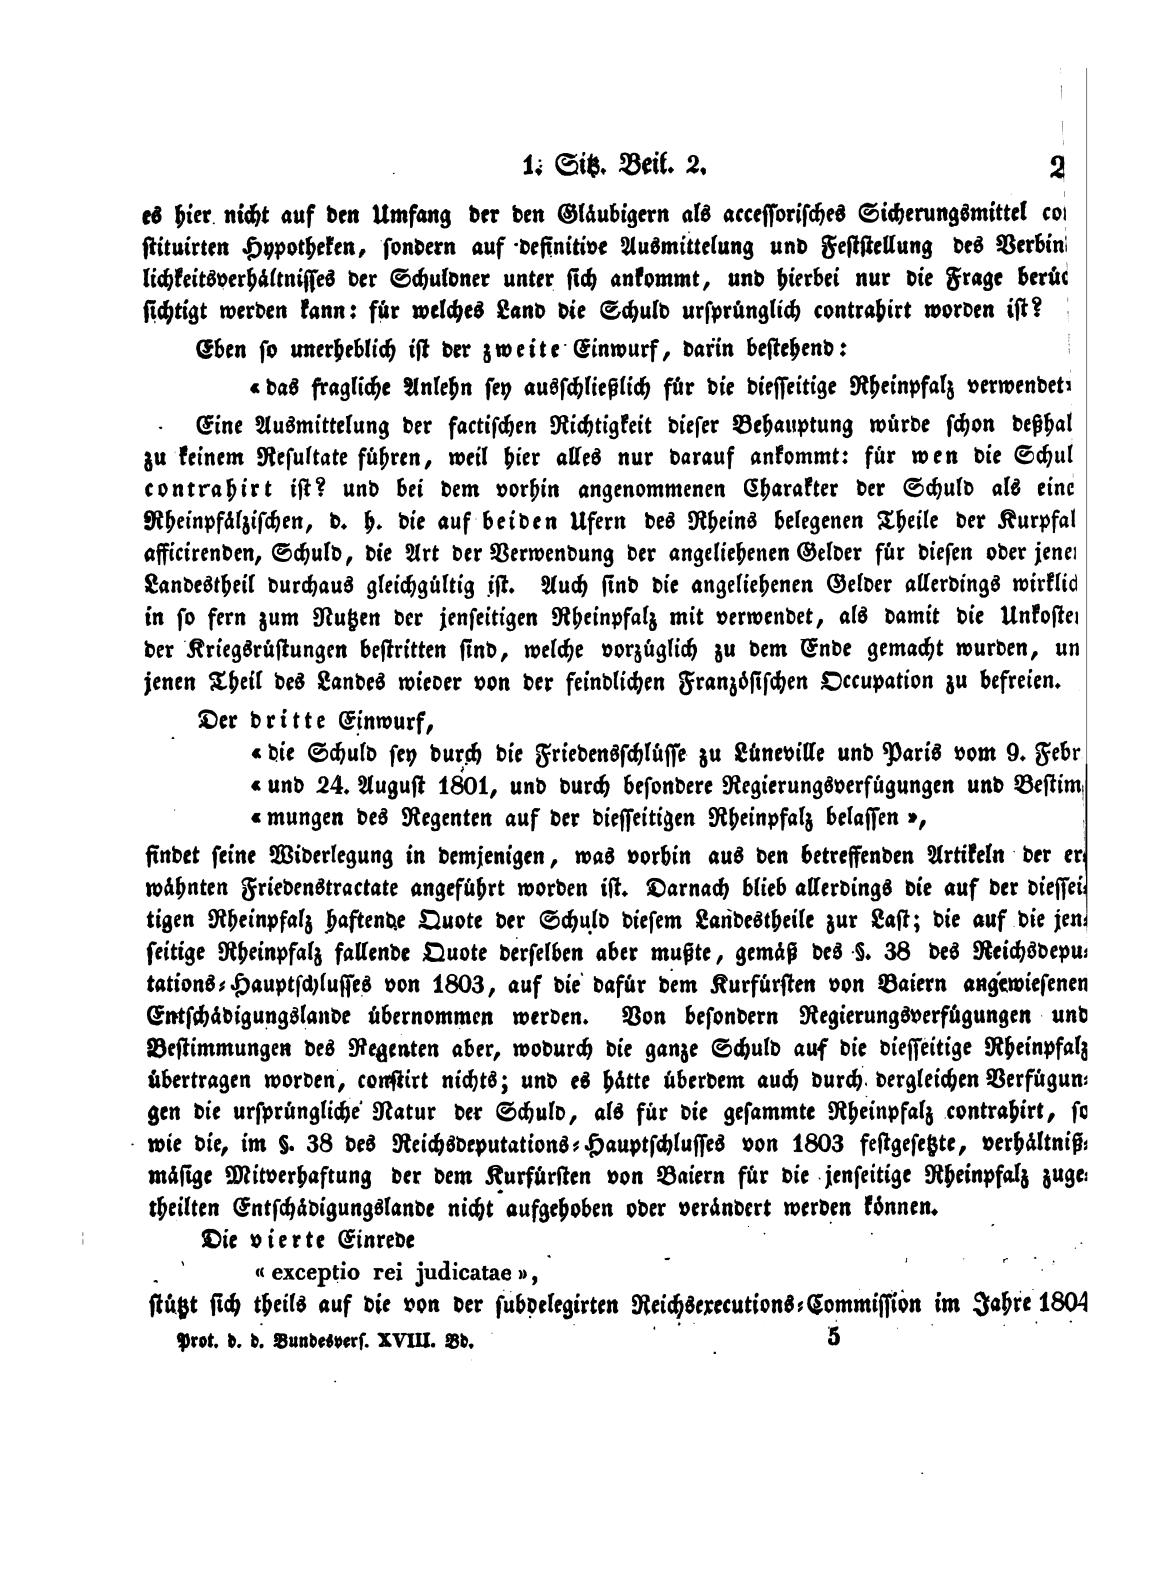 1. Sitz. Beil. 2. 2
es hier nicht auf den Umfang der den Gläubigern als accessorisches Sicherungsmittel co
stituirten Hypotheken, sondern auf definitive Ausmittelung und Feststellung des Verbin
lichkeitsverhältnisses der Schuldner unter sich ankommt, und hierbei nur die Frage berüc
sichtigt werden kann: für welches Land die Schuld ursprünglich contrahirt worden ist?
Eben so unerheblich ist der zweite Einwurf, darin bestehend:
« das fragliche Anlehn sey ausschließlich für die diesseitige Rheinpfalz verwendet
Eine Ausmittelung der factischen Richtigkeit dieser Behauptung würde schon deßhal
zu keinem Resultate führen, weil hier alles nur darauf ankommt: für wen die Schul
contrahirt ist? und bei dem vorhin angenommenen Charakter der Schuld als eine
Rheinpfälzischen, d. h. die auf beiden Ufern des Rheins belegenen Theile der Kurpfal
afficirenden, Schuld, die Art der Verwendung der angeliehenen Gelder für diesen oder jene
Landestheil durchaus gleichgültig ist. Auch sind die angeliehenen Gelder allerdings wirklic
in so fern zum Nutzen der jenseitigen Rheinpfalz mit verwendet, als damit die Unkoste
der Kriegsrüstungen bestritten sind, welche vorzüglich zu dem Ende gemacht wurden, un
jenen Theil des Landes wieder von der feindlichen Französischen Occupation zu befreien.
Der dritte Einwurf,
« die Schuld sey durch die Friedensschlüsse zu Lüneville und Paris vom 9. Febr
« und 24. August 1801, und durch besondere Regierungsverfügungen und Bestim
« mungen des Regenten auf der diesseitigen Rheinpfalz belassen »,
findet seine Widerlegung in demjenigen, was vorbin aus den betreffenden Artikeln der er-
wähnten Friedenstractate angeführt worden ist. Darnach blieb allerdings die auf der diessei-
tigen Rheinpfalz haftende Quote der Schuld diesem Landestheile zur Last; die auf die jen-
seitige Rheinpfalz fallende Quote derselben aber mußte, gemäß des §. 38 des Reichsdepu-
tations-Hauptschlusses von 1803, auf die dafür dem Kurfürsten von Baiern angewiesenen
Entschädigungslande übernommen werden. Von besondern Regierungsverfügungen und
Bestimmungen des Regenten aber, wodurch die ganze Schuld auf die diesseitige Rheinpfalz
übertragen worden, constirt nichts; und es hätte überdem auch durch dergleichen Verfügun-
gen die ursprüngliche Natur der Schuld, als für die gesammte Rheinpfalz contrahirt, so
wie die, im §. 38 des Reichsdeputations-Hauptschlusses von 1803 festgesetzte, verhältniß-
mäsige Mitverhaftung der dem Kurfürsten von Baiern für die jenseitige Rheinpfalz zuge-
theilten Entschädigungslande nicht aufgehoben oder verändert werden können.
Die vierte Einrede
« exceptio rei judicatae »,
stützt sich theils auf die von der subdelegirten Reichsexecutions-Commission im Jahre 1804
Prot. d. d. Bundesvers. XVIII. Bd. 5